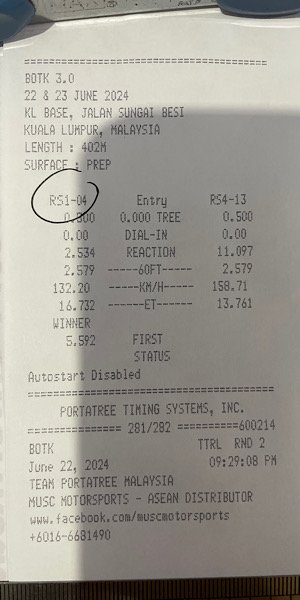 ========================================
BOTK 3.0
22 & 23 JUNE 2024
KL BASE, JALAN SUNGAI BESI
KUALA LUMPUR, MALAYSIA
LENGTH : 402M
SURFACE : PREP
RS1-04 Entry RS4-13
0.500 0.000 TREE 0.500
0.00 DIAL-IN 0.00
2.534 REACTION 11.097
2.579 -----60FT----- 2.579
132.20 -----KM/H----- 158.71
16.732 ------ET------ 13.761
WINNER
5.592 FIRST
STATUS
Autostart Disabled
========================================
PORTATREE TIMING SYSTEMS, INC.
=============== 281/282 ==========600214
BOTK TTRL RND 2
June 22, 2024 09:29:08 PM
TEAM PORTATREE MALAYSIA
MUSC MOTORSPORTS - ASEAN DISTRIBUTOR
www.facebook.com/muscmotorsports
+6016-6681490